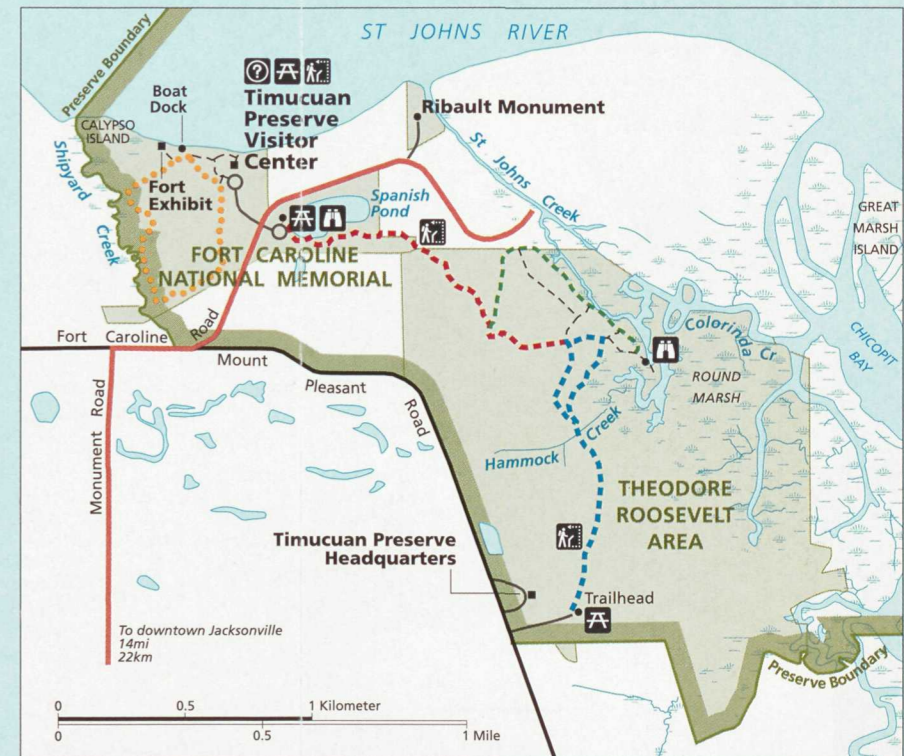 ST JOHNS RIVER
Preserve Boundary
Boat
Dock
?
Timucuan
Preserve
Visitor
Center
Ribault Monument
CALYPSO
ISLAND
Shipyard
Creek
Fort
Exhibit
Spanish
Pond
St Johns Creek
GREAT
MARSH
ISLAND
FORT CAROLINE
NATIONAL MEMORIAL
Fort Caroline Road
Colorinda Cr
CHICOPIT
BAY
Mount Pleasant Road
ROUND
MARSH
Monument Road
Hammock Creek
THEODORE
ROOSEVELT
AREA
Timucuan Preserve
Headquarters
Trailhead
To downtown Jacksonville
14mi
22km
Preserve Boundary
0 0.5 1 Kilometer
0 0.5 1 Mile